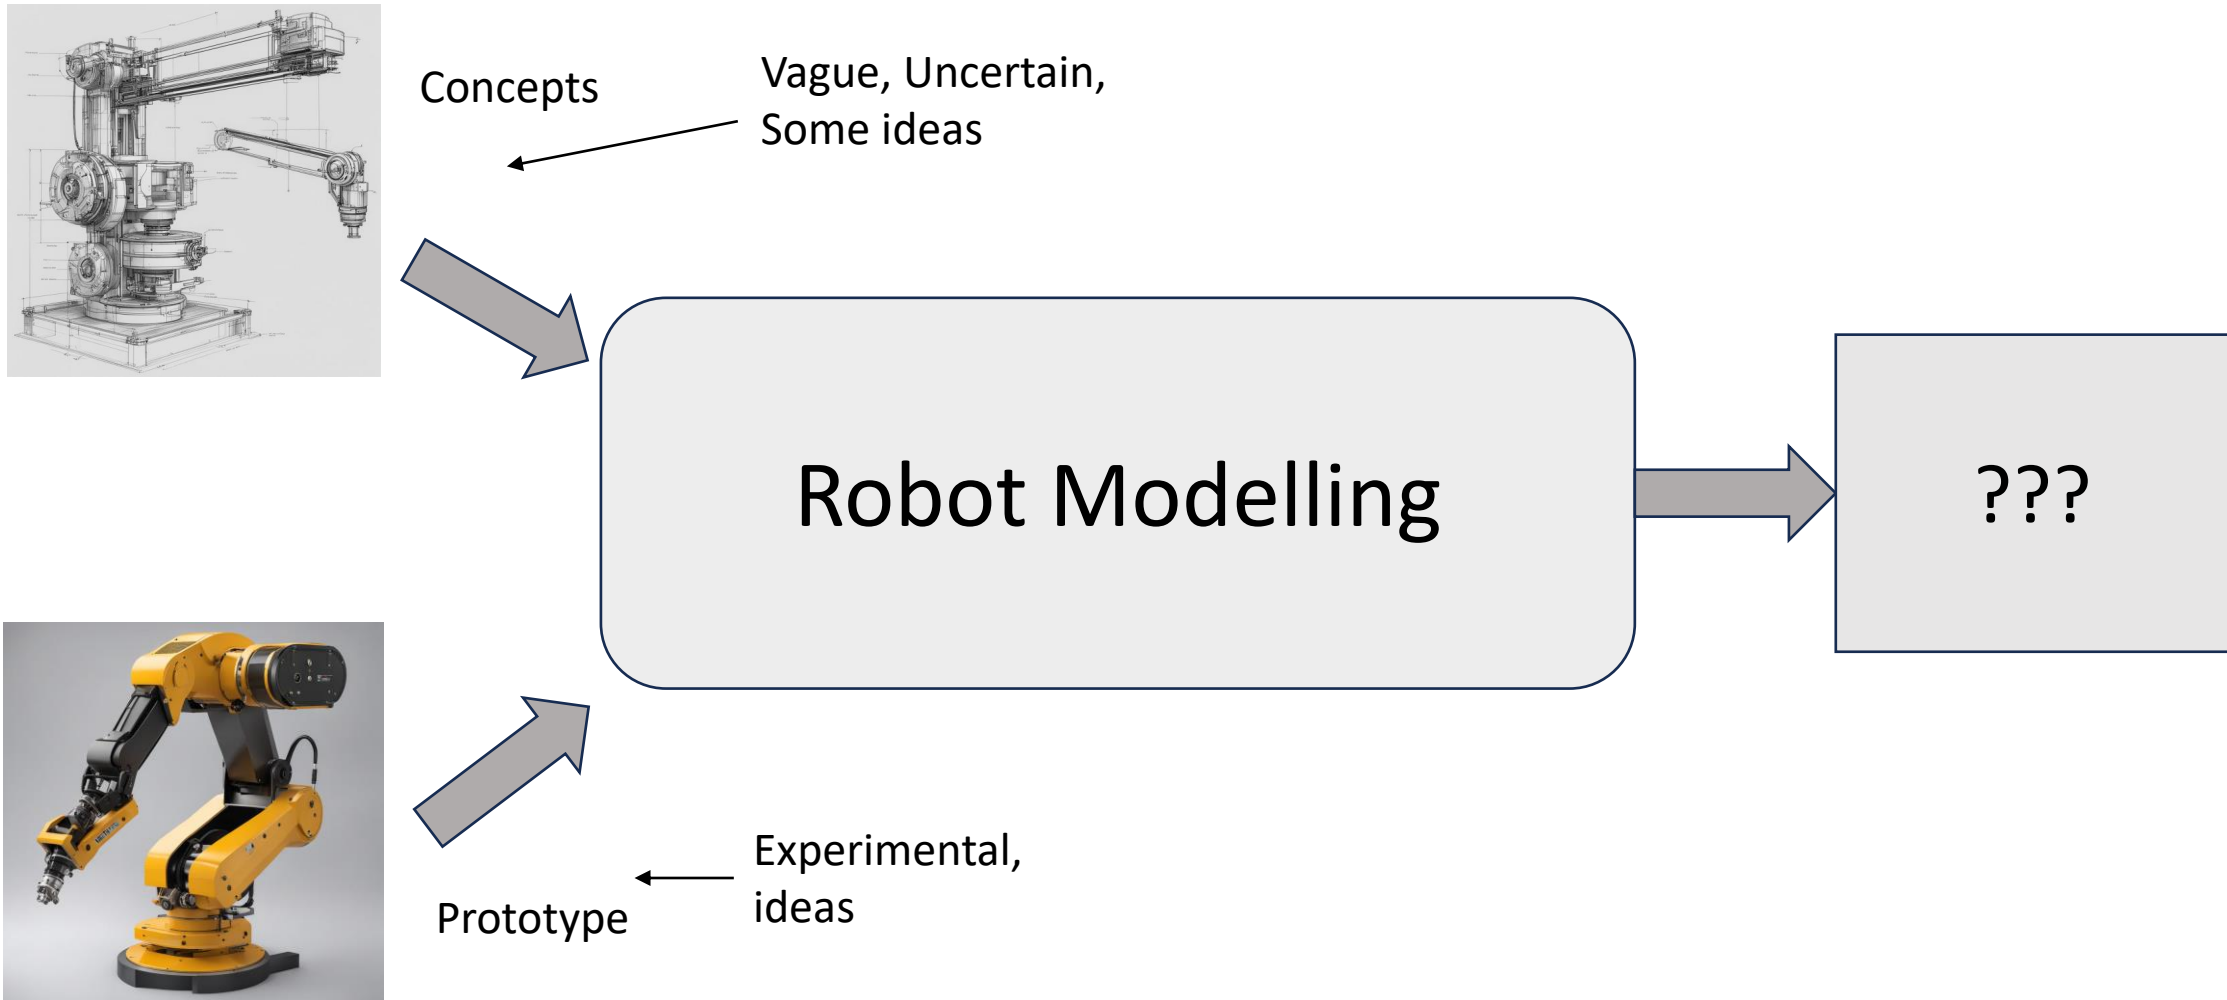 Concepts
Vague, Uncertain,
Some ideas
Robot Modelling
???
Experimental,
ideas
Prototype